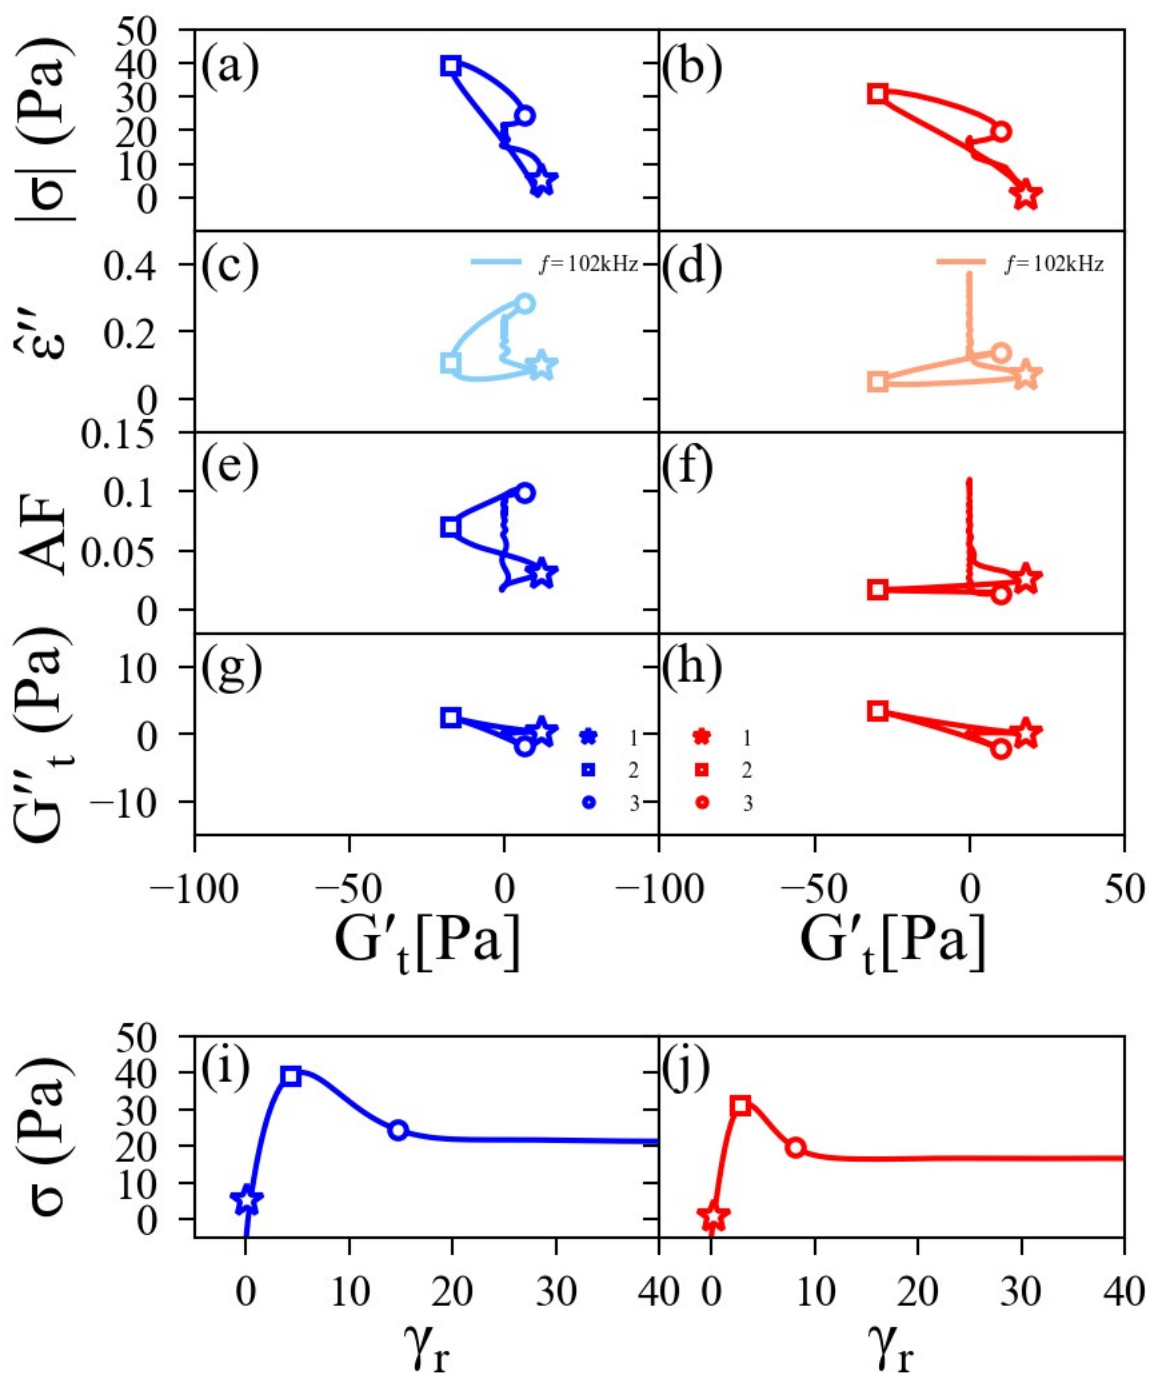 50
40
30
20
10
0
|σ| (Pa)
(a)
(b)
0.4
0.2
0
ε̂″
(c)
f=102kHz
(d)
f=102kHz
0.15
0.1
0.05
0
AF
(e)
(f)
10
0
−10
G″t (Pa)
(g)
1
2
3
(h)
1
2
3
−100
−50
0
−100
−50
0
50
G′t[Pa]
G′t[Pa]
50
40
30
20
10
0
σ (Pa)
(i)
(j)
0
10
20
30
40
0
10
20
30
40
γr
γr